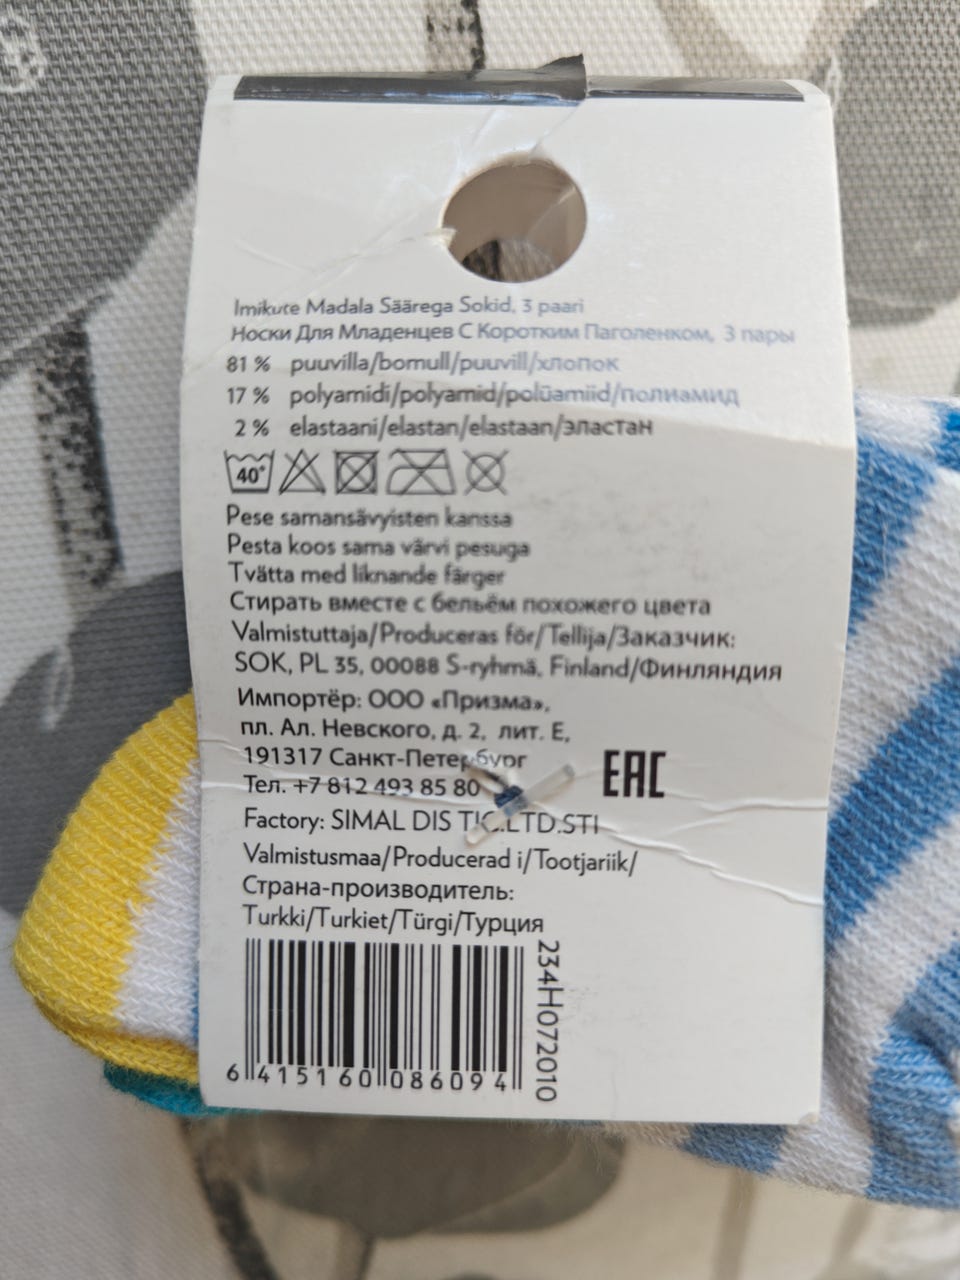 Imikute Madala Säärega Sokid, 3 paari
Носки Для Младенцев С Коротким Паголенком, 3 пары
81 % puuvilla/bomull/puuvill/хлопок
17 % polyamidi/polyamid/polüamiid/полиамид
2 % elastaani/elastan/elastaan/эластан
40°
Pese samansävyisten kanssa
Pesta koos sama värvi pesuga
Tvätta med liknande färger
Стирать вместе с бельём похожего цвета
Valmistuttaja/Produceras för/Tellija/Заказчик:
SOK, PL 35, 00088 S-ryhmä, Finland/Финляндия
Импортёр: ООО «Призма»,
пл. Ал. Невского, д. 2, лит. Е,
191317 Санкт-Петербург
Тел. +7 812 493 85 80
EAC
Factory: SIMAL DIS TIC.LTD.STI
Valmistusmaa/Producerad i/Tootjariik/
Страна-производитель:
Turkki/Turkiet/Türgi/Турция
234H072010
6 415160 086094